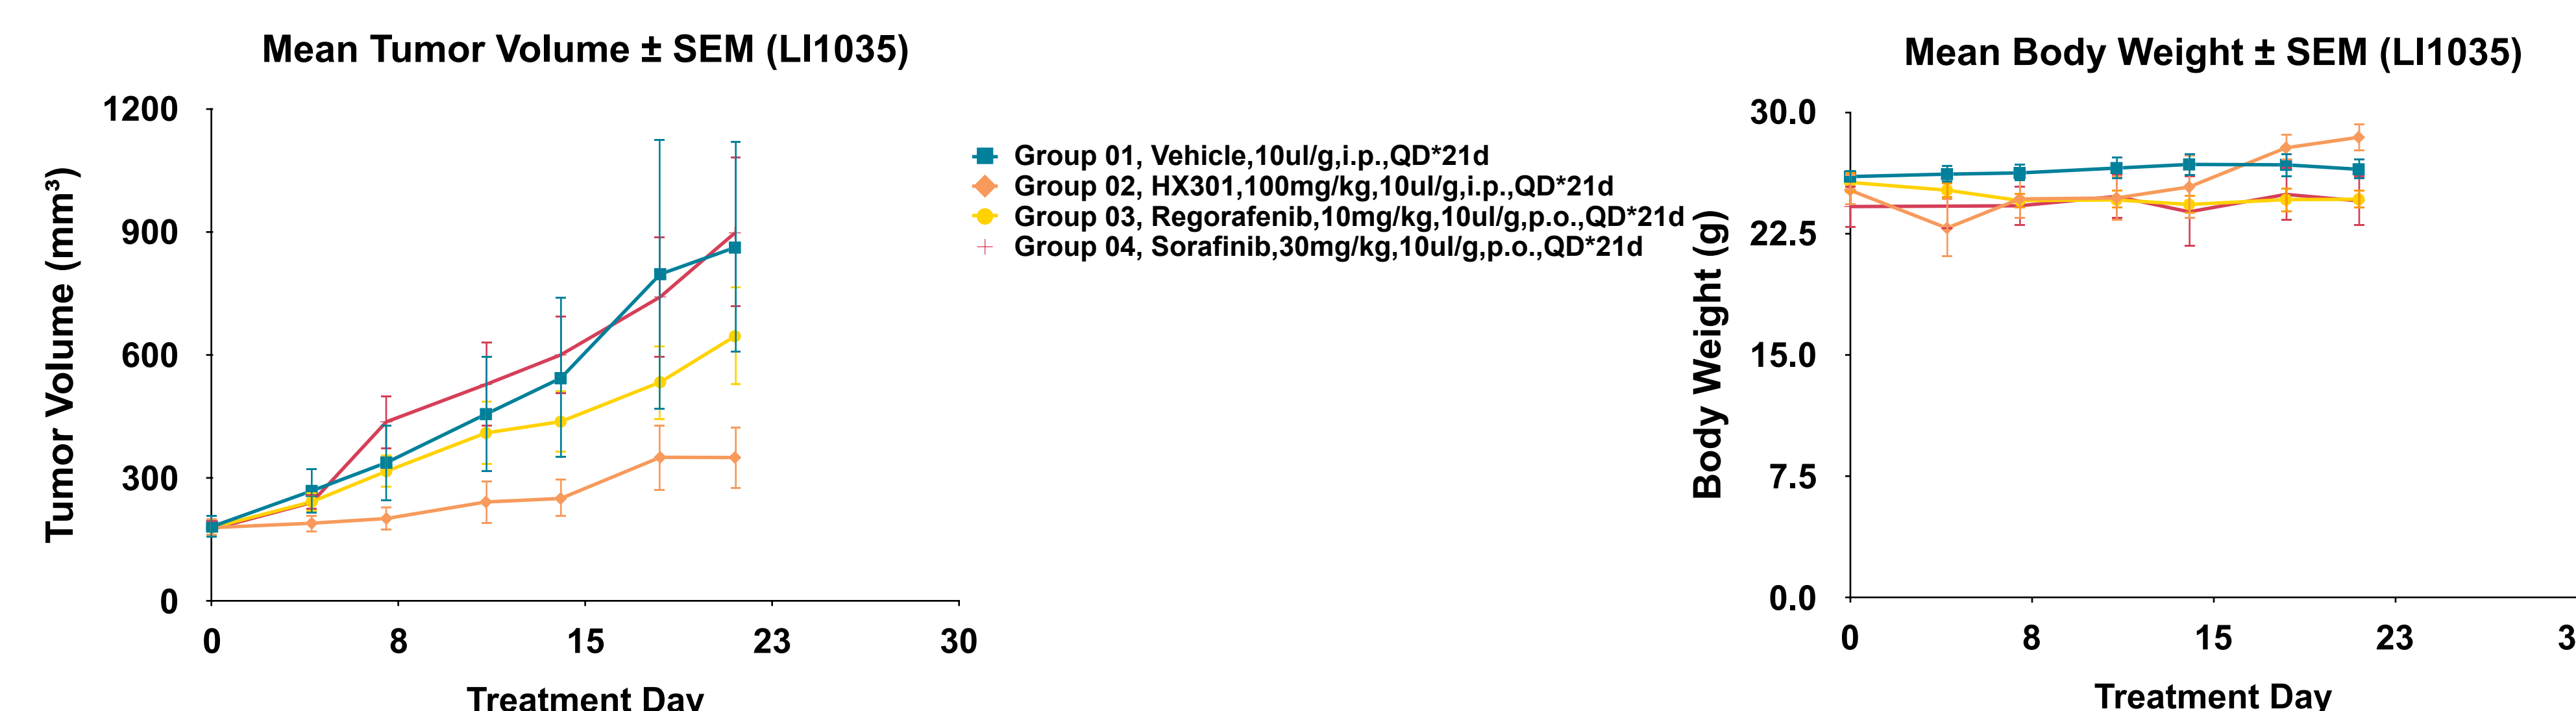 Mean Tumor Volume ± SEM (LI1035)
1200
900
600
300
0
Tumor Volume (mm³)
0 8 15 23 30
Treatment Day
Group 01, Vehicle,10ul/g,i.p.,QD*21d
Group 02, HX301,100mg/kg,10ul/g,i.p.,QD*21d
Group 03, Regorafenib,10mg/kg,10ul/g,p.o.,QD*21d
Group 04, Sorafinib,30mg/kg,10ul/g,p.o.,QD*21d
Mean Body Weight ± SEM (LI1035)
30.0
22.5
15.0
7.5
0.0
Body Weight (g)
0 8 15 23 3
Treatment Day